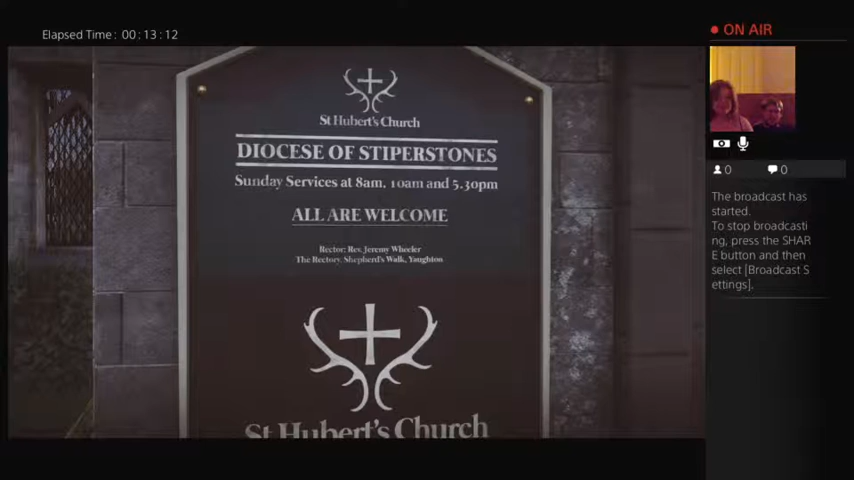 Elapsed Time: 00:13:12
ON AIR
St Hubert's Church
DIOCESE OF STIPERSTONES
Sunday Services at 8am, 10am and 5.30pm
ALL ARE WELCOME
Rector: Rev. Jeremy Wheeler
The Rectory, Shepherd's Walk, Yaughton
St Hubert's Church
0
0
The broadcast has
started.
To stop broadcasti
ng, press the SHAR
E button and then
select [Broadcast S
ettings].